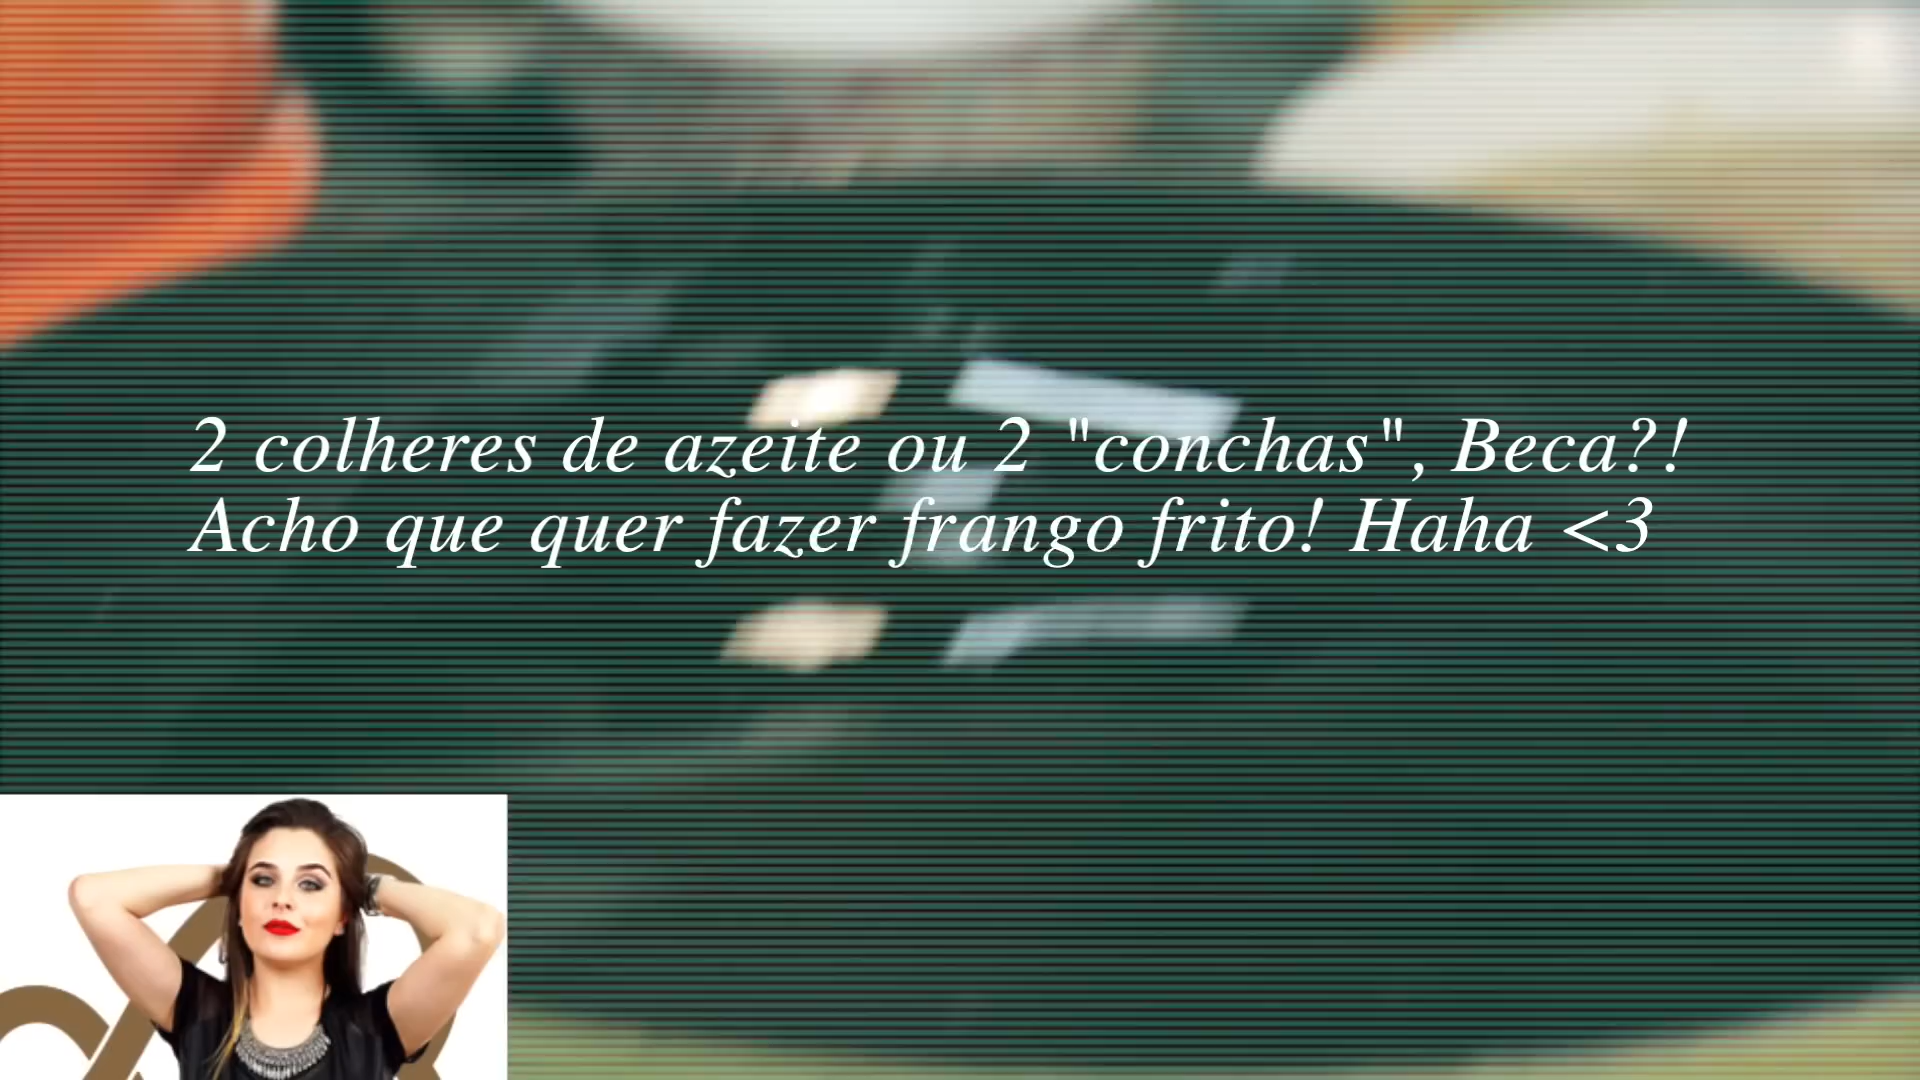 2 colheres de azeite ou 2 "conchas", Beca?!
Acho que quer fazer frango frito! Haha <3